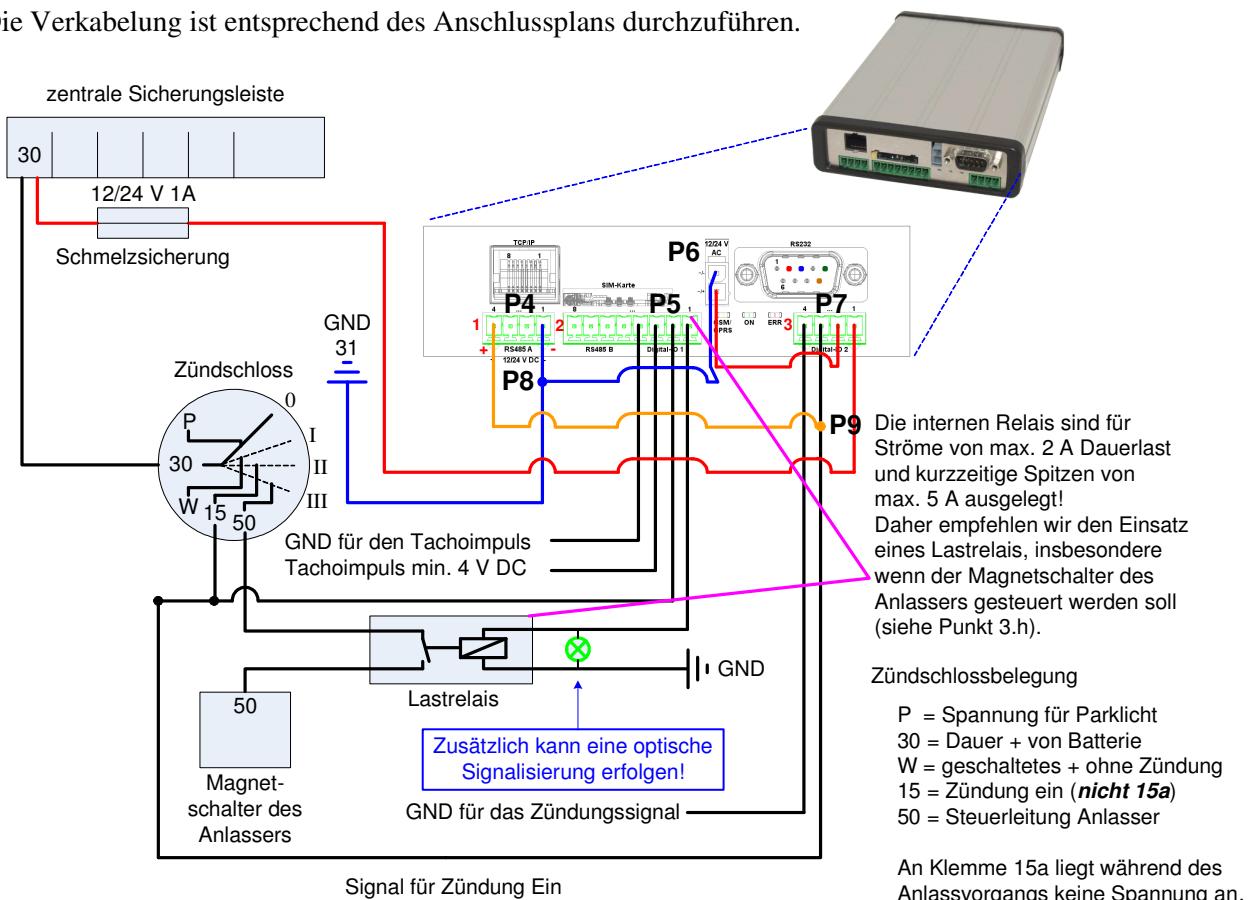 Die Verkabelung ist entsprechend des Anschlussplans durchzuführen.
zentrale Sicherungsleiste
30
12/24 V 1A
Schmelzsicherung
TCP/IP
8 1
SIM-Karte
P6
12/24 V
AC
-/-
-/+
RS232
1
6
P4
4 ... 1
1
+ RS485 A -
12/24 V DC
P5
8 ... 1
2
RS485 B Digital-IO 1
GSM/
GPRS
ON
ERR
P7
4 ... 1
3
Digital-IO 2
GND
31
P8
P9
Zündschloss
0
I
II
III
P
30
W
15
50
GND für den Tachoimpuls
Tachoimpuls min. 4 V DC
Die internen Relais sind für
Ströme von max. 2 A Dauerlast
und kurzzeitige Spitzen von
max. 5 A ausgelegt!
Daher empfehlen wir den Einsatz
eines Lastrelais, insbesondere
wenn der Magnetschalter des
Anlassers gesteuert werden soll
(siehe Punkt 3.h).
GND
Lastrelais
50
Magnet-
schalter des
Anlassers
Zusätzlich kann eine optische
Signalisierung erfolgen!
GND für das Zündungssignal
Signal für Zündung Ein
Zündschlossbelegung
P = Spannung für Parklicht
30 = Dauer + von Batterie
W = geschaltetes + ohne Zündung
15 = Zündung ein (nicht 15a)
50 = Steuerleitung Anlasser
An Klemme 15a liegt während des
Anlassvorgangs keine Spannung an.